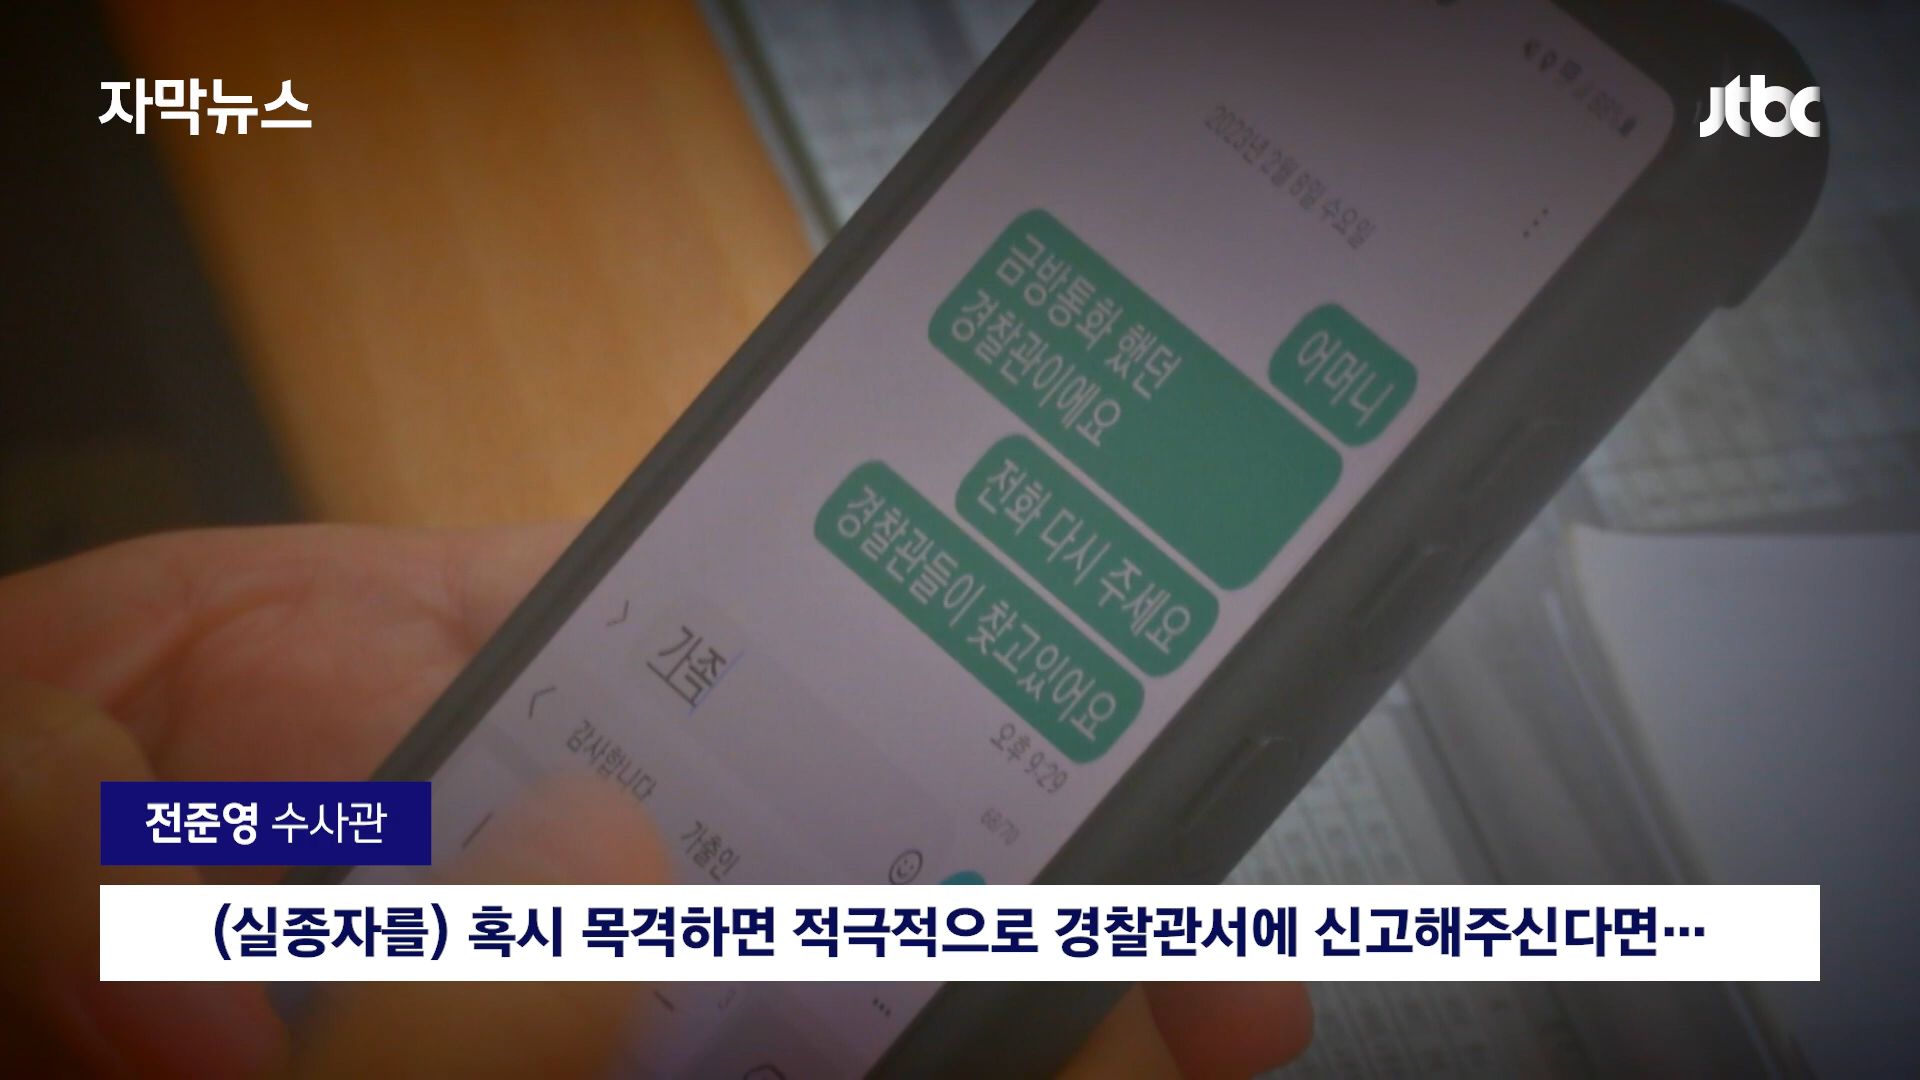 자막뉴스
jtbc
68%
2023년 2월 8일 수요일
어머니
금방통화 했던
경찰관이에요
전화 다시 주세요
경찰관들이 찾고있어요
오후 9:29
68/70
가족
감사합니다
가출인
전준영 수사관
(실종자를) 혹시 목격하면 적극적으로 경찰관서에 신고해주신다면…